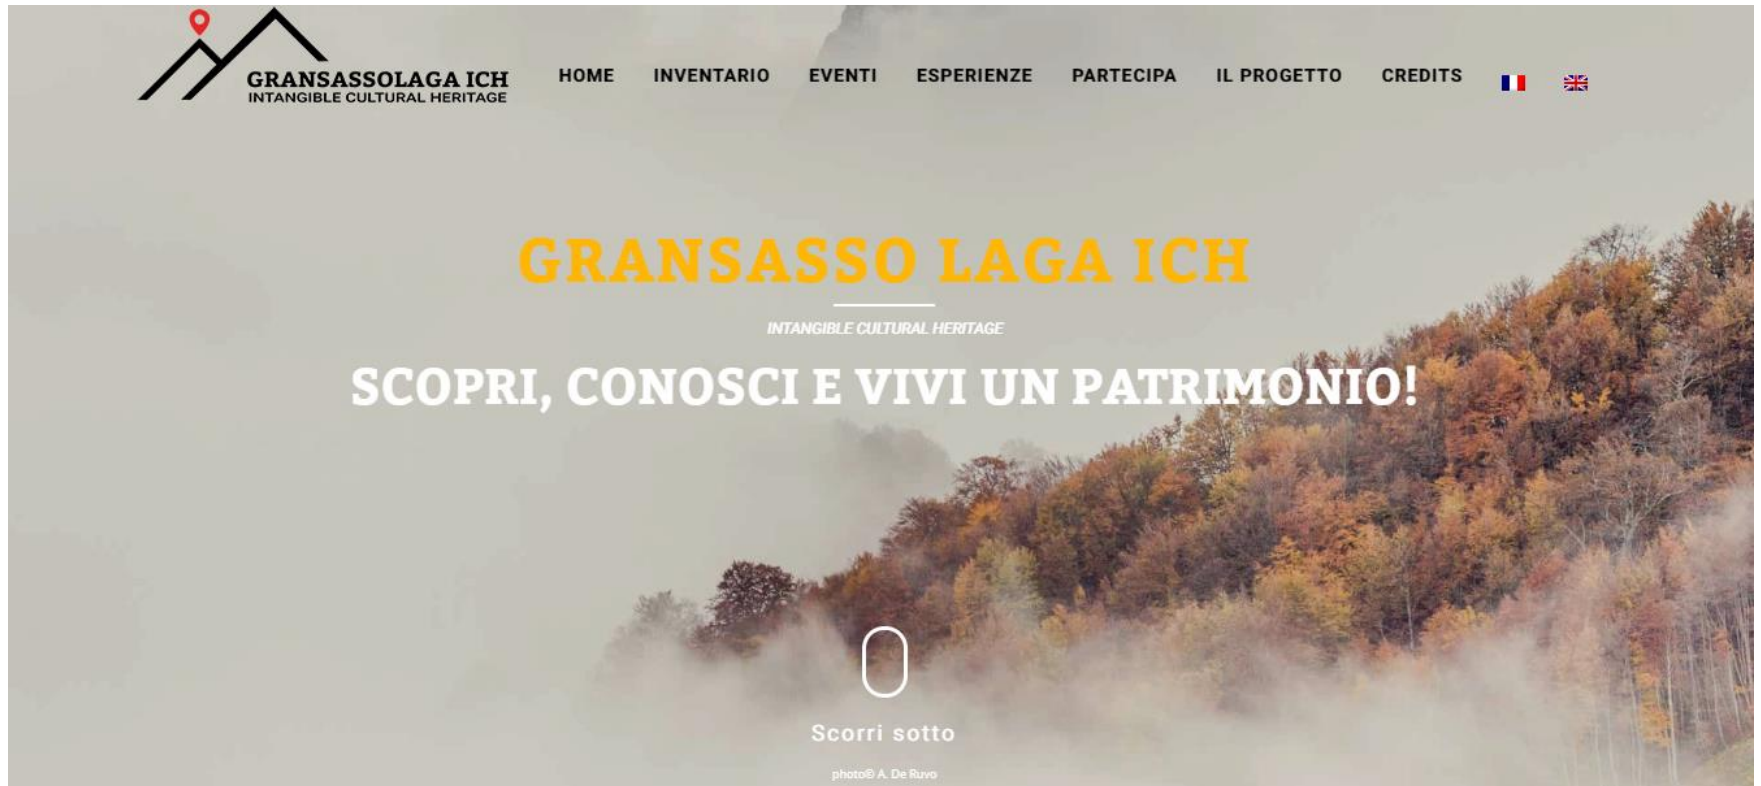 GRANSASSOLAGA ICH
INTANGIBLE CULTURAL HERITAGE
HOME INVENTARIO EVENTI ESPERIENZE PARTECIPA IL PROGETTO CREDITS
GRANSASSO LAGA ICH
INTANGIBLE CULTURAL HERITAGE
SCOPRI, CONOSCI E VIVI UN PATRIMONIO!
Scorri sotto
photo© A. De Ruvo